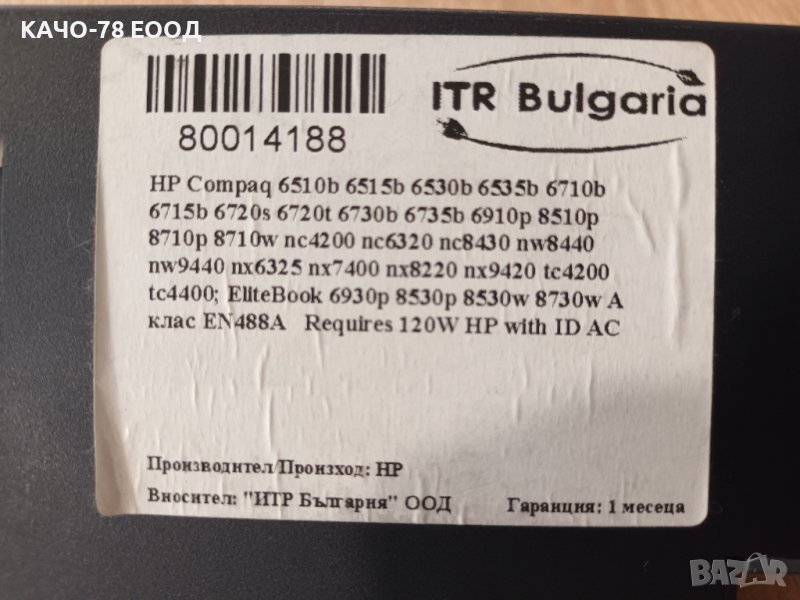 КАЧО-78 ЕООД
ITR Bulgaria
80014188
HP Compaq 6510b 6515b 6530b 6535b 6710b
6715b 6720s 6720t 6730b 6735b 6910p 8510p
8710p 8710w nc4200 nc6320 nc8430 nw8440
nw9440 nx6325 nx7400 nx8220 nx9420 tc4200
tc4400; EliteBook 6930p 8530p 8530w 8730w A
клас EN488A Requires 120W HP with ID AC
Производител/Произход: HP
Вносител: "ИТР България" ООД Гаранция: 1 месеца
BAZAR